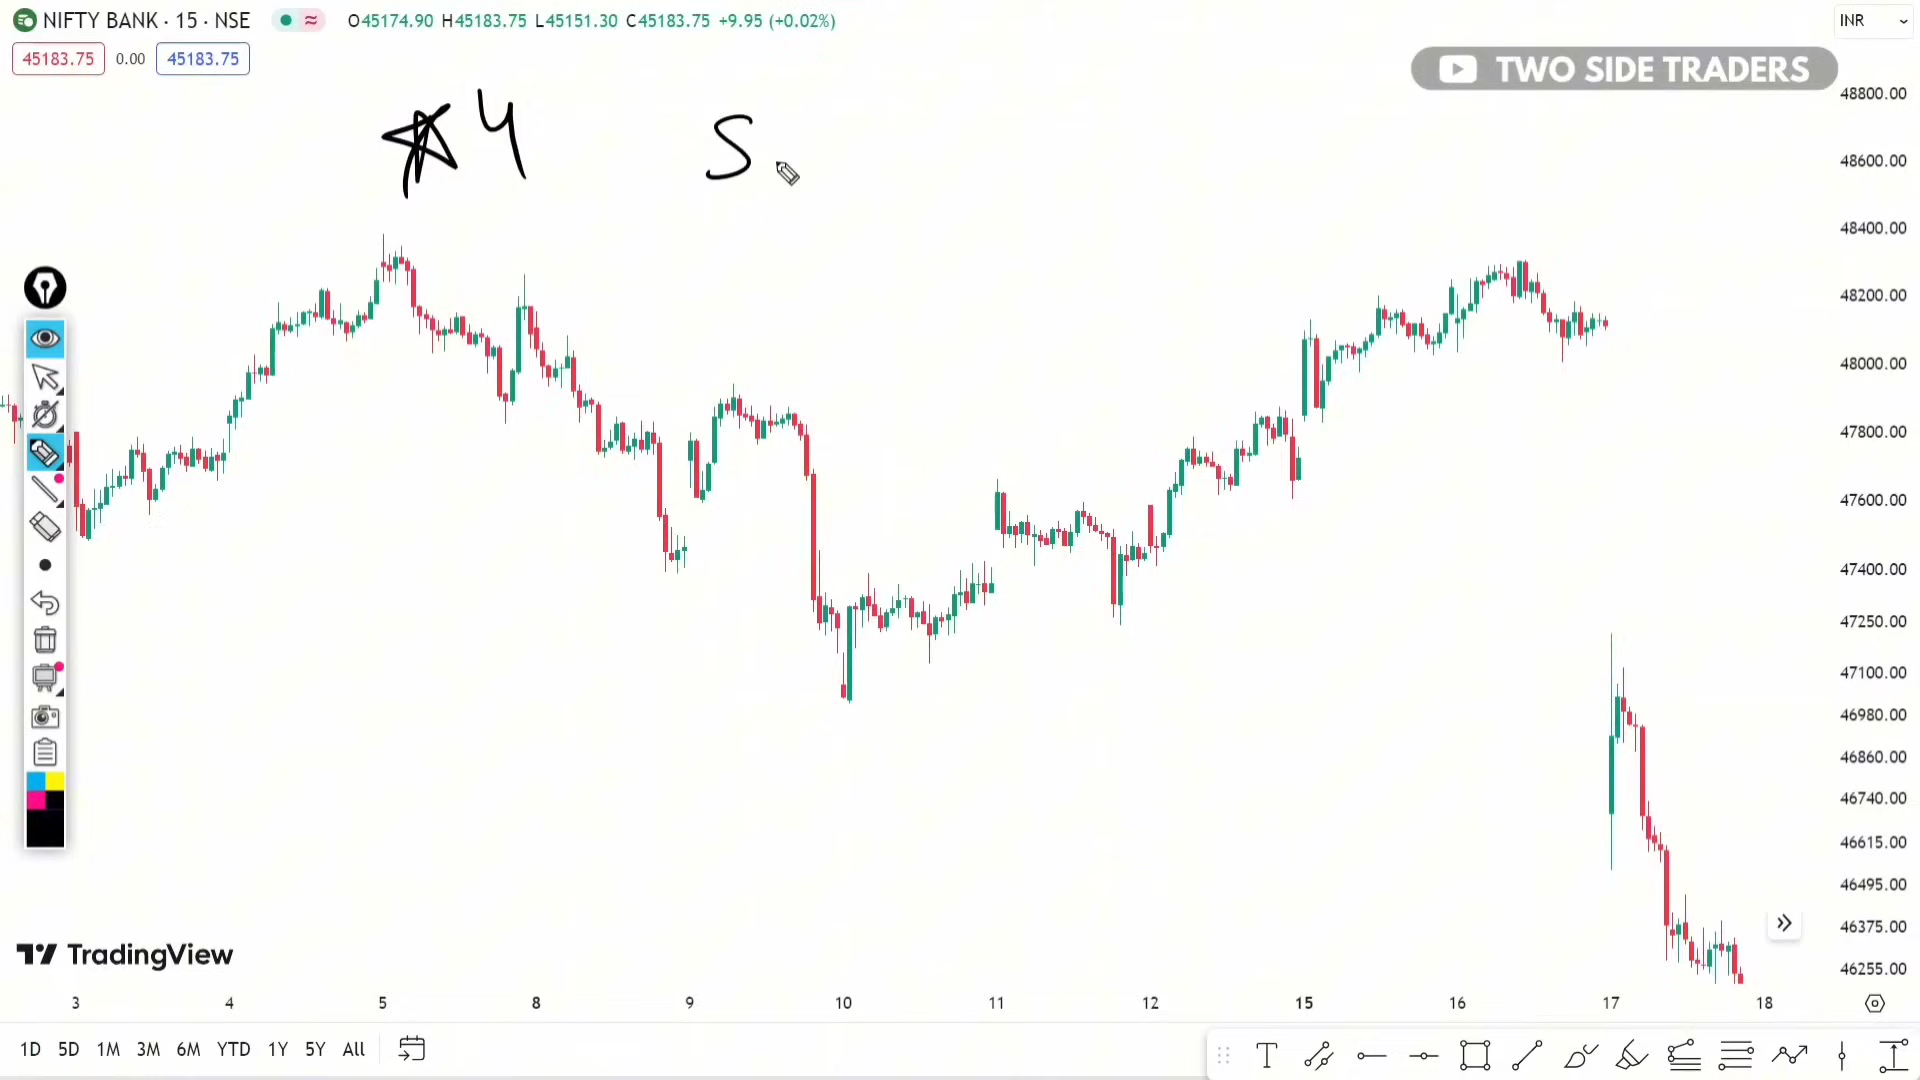 NIFTY BANK · 15 · NSE ≈ O45174.90 H45183.75 L45151.30 C45183.75 +9.95 (+0.02%) INR
45183.75 0.00 45183.75
TWO SIDE TRADERS
4 S
48800.00
48600.00
48400.00
48200.00
48000.00
47800.00
47600.00
47400.00
47250.00
47100.00
46980.00
46860.00
46740.00
46615.00
46495.00
46375.00
46255.00
TradingView
3 4 5 8 9 10 11 12 15 16 17 18
1D 5D 1M 3M 6M YTD 1Y 5Y All